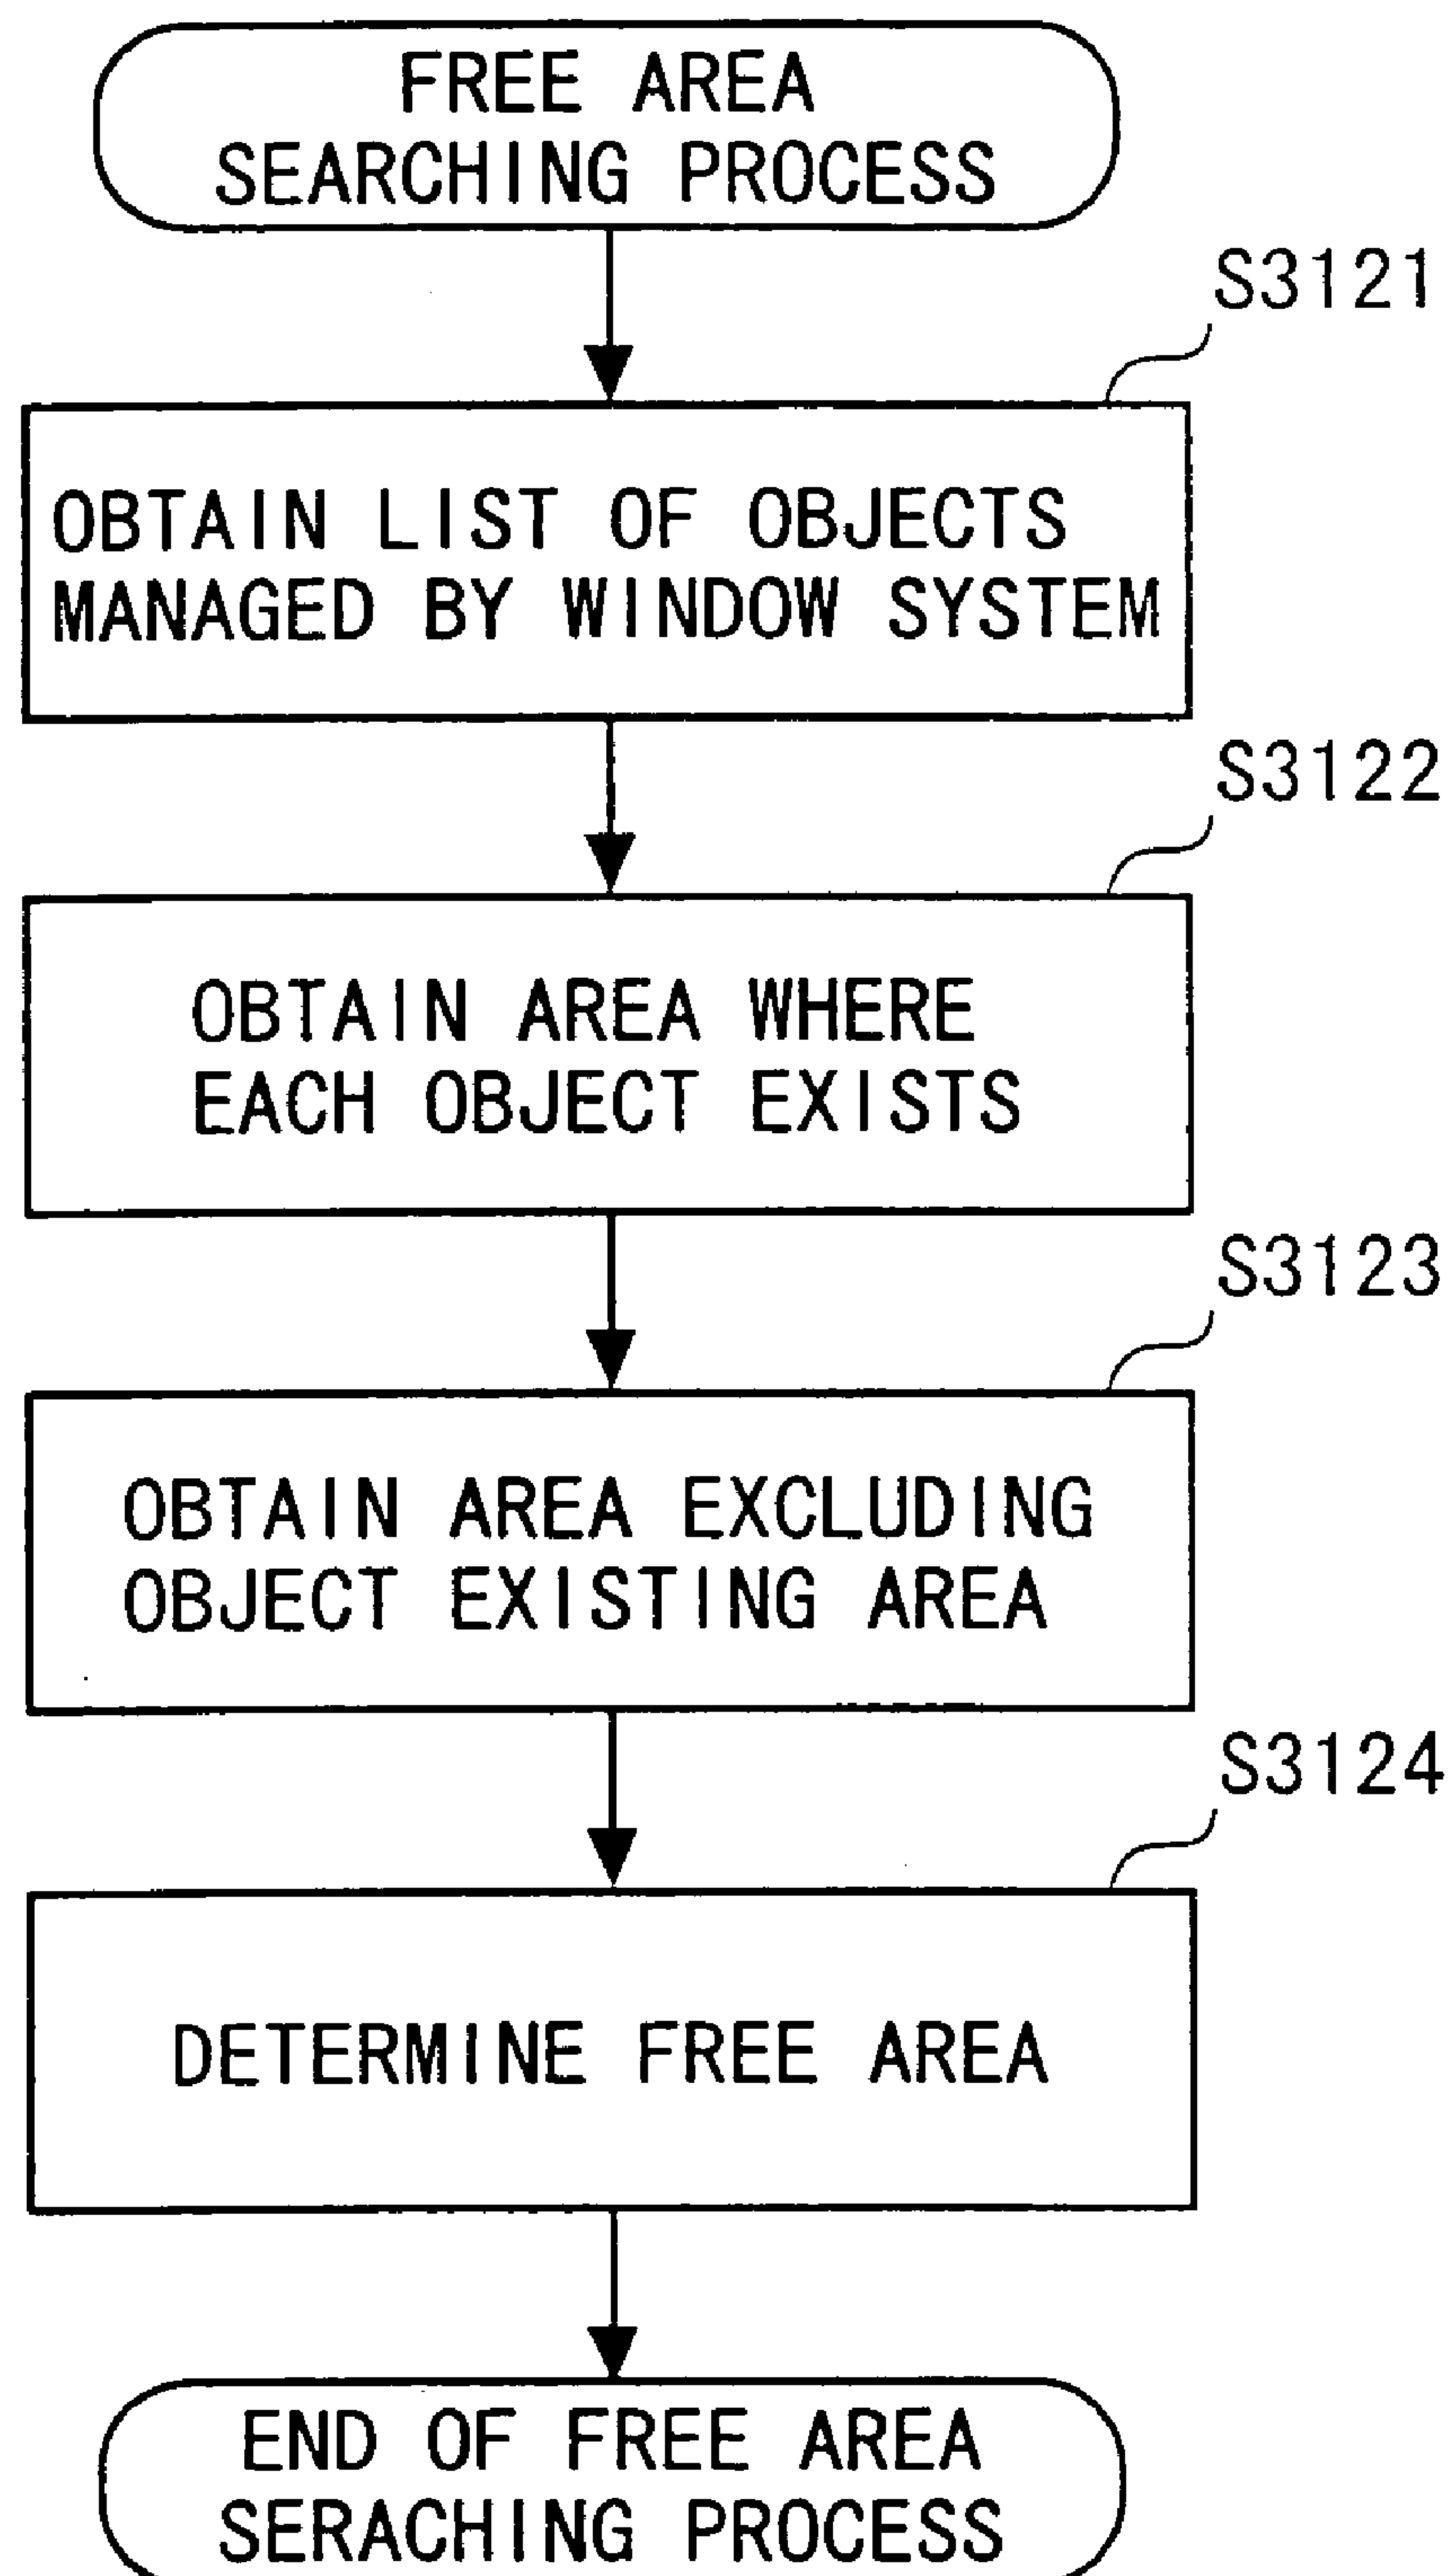 FREE AREA
SEARCHING PROCESS
S3121
OBTAIN LIST OF OBJECTS
MANAGED BY WINDOW SYSTEM
S3122
OBTAIN AREA WHERE
EACH OBJECT EXISTS
S3123
OBTAIN AREA EXCLUDING
OBJECT EXISTING AREA
S3124
DETERMINE FREE AREA
END OF FREE AREA
SERACHING PROCESS